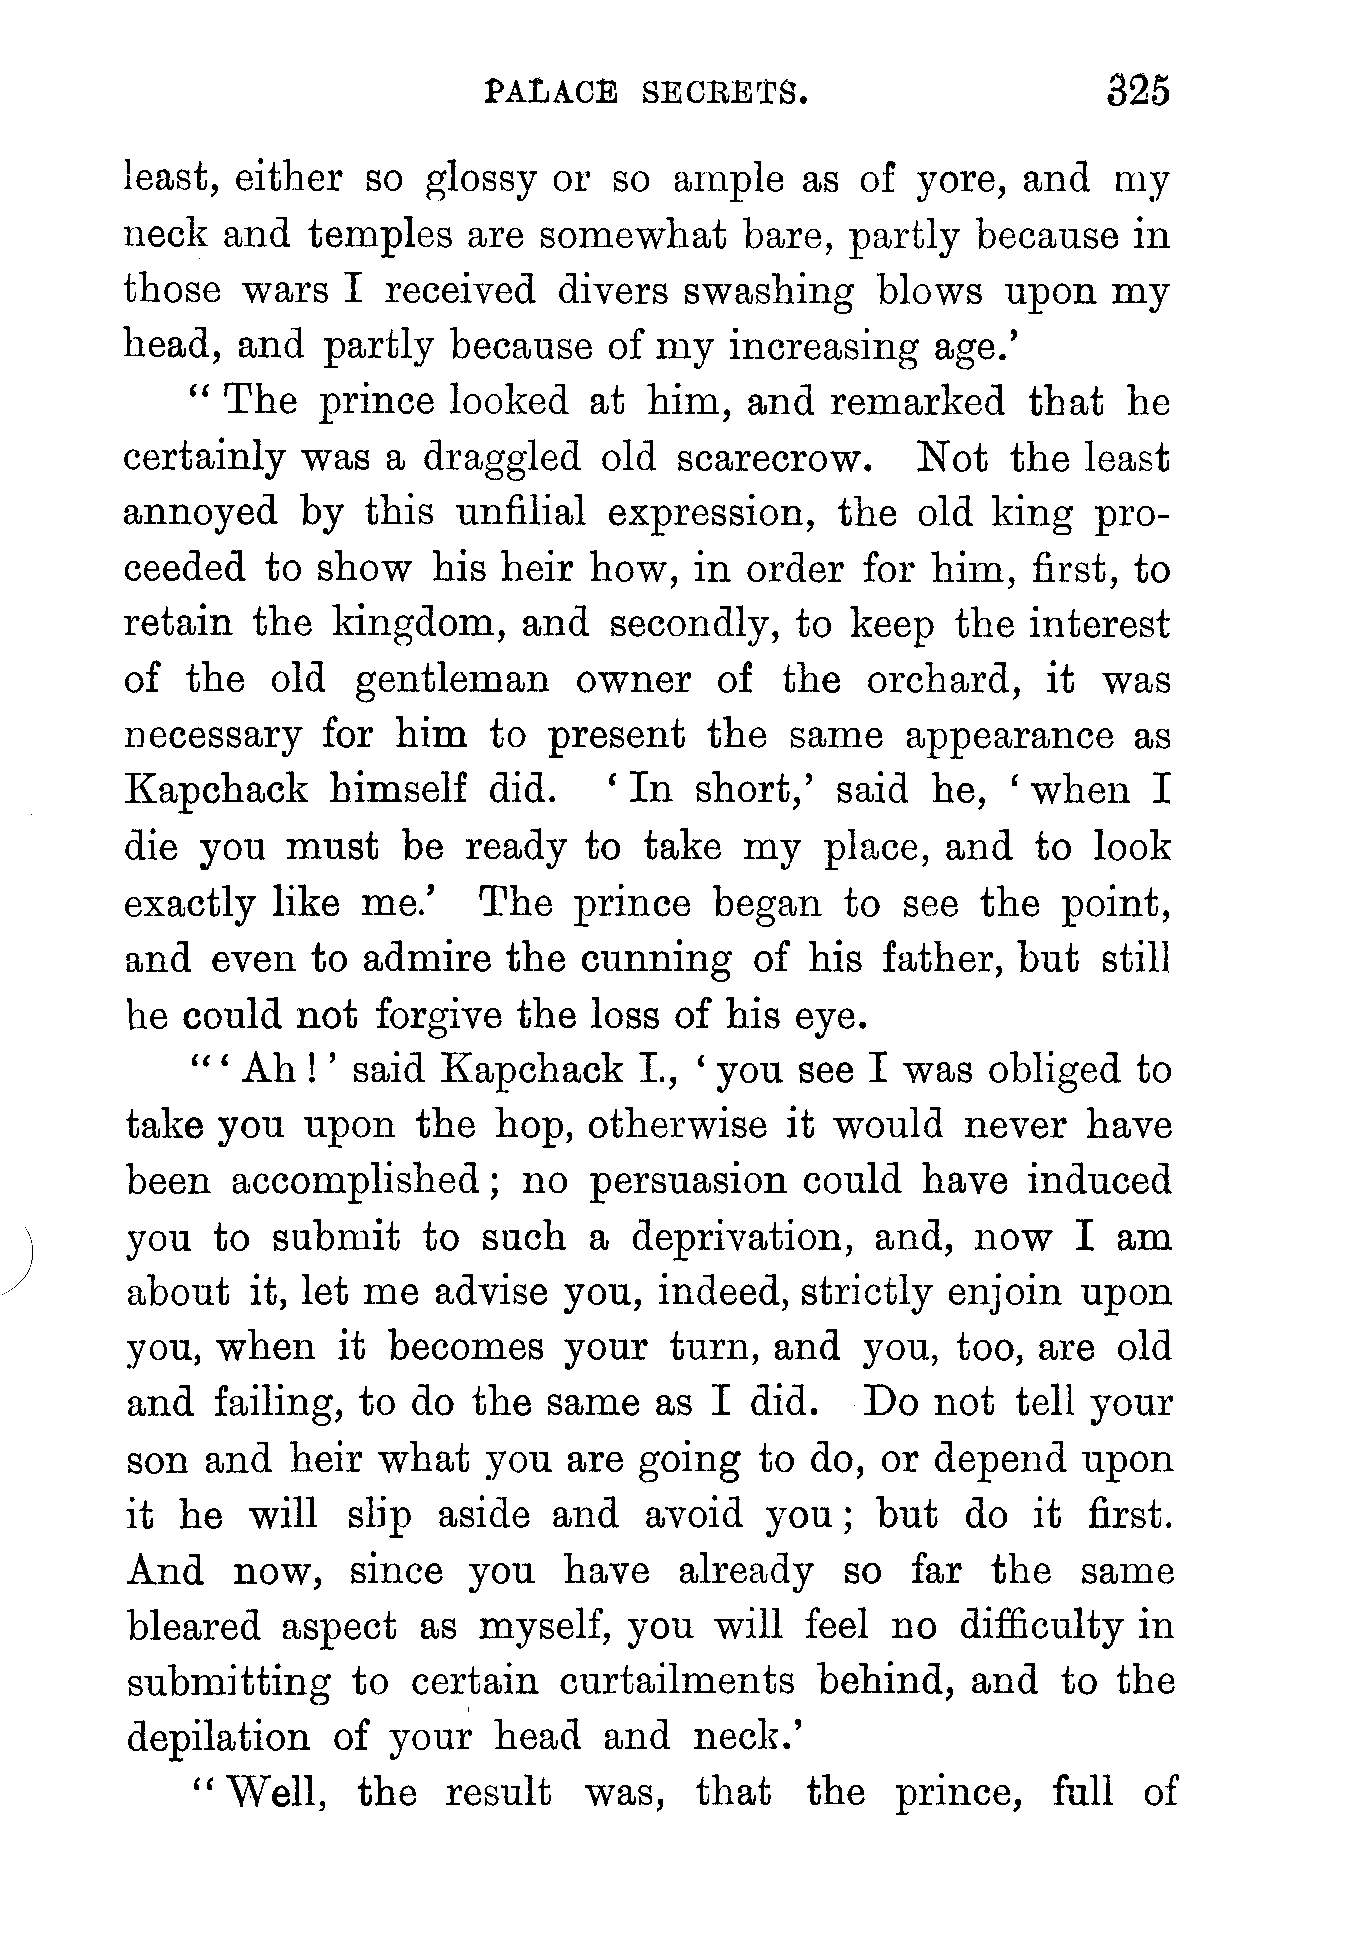 PALACE SECRETS. 325
least, either so glossy or so ample as of yore, and my
neck and temples are somewhat bare, partly because in
those wars I received divers swashing blows upon my
head, and partly because of my increasing age.’
“ The prince looked at him, and remarked that he
certainly was a draggled old scarecrow. Not the least
annoyed by this unfilial expression, the old king pro-
ceeded to show his heir how, in order for him, first, to
retain the kingdom, and secondly, to keep the interest
of the old gentleman owner of the orchard, it was
necessary for him to present the same appearance as
Kapchack himself did. ‘ In short,’ said he, ‘ when I
die you must be ready to take my place, and to look
exactly like me.’ The prince began to see the point,
and even to admire the cunning of his father, but still
he could not forgive the loss of his eye.
“ ‘ Ah ! ’ said Kapchack I., ‘ you see I was obliged to
take you upon the hop, otherwise it would never have
been accomplished ; no persuasion could have induced
you to submit to such a deprivation, and, now I am
about it, let me advise you, indeed, strictly enjoin upon
you, when it becomes your turn, and you, too, are old
and failing, to do the same as I did. Do not tell your
son and heir what you are going to do, or depend upon
it he will slip aside and avoid you ; but do it first.
And now, since you have already so far the same
bleared aspect as myself, you will feel no difficulty in
submitting to certain curtailments behind, and to the
depilation of your head and neck.’
“ Well, the result was, that the prince, full of